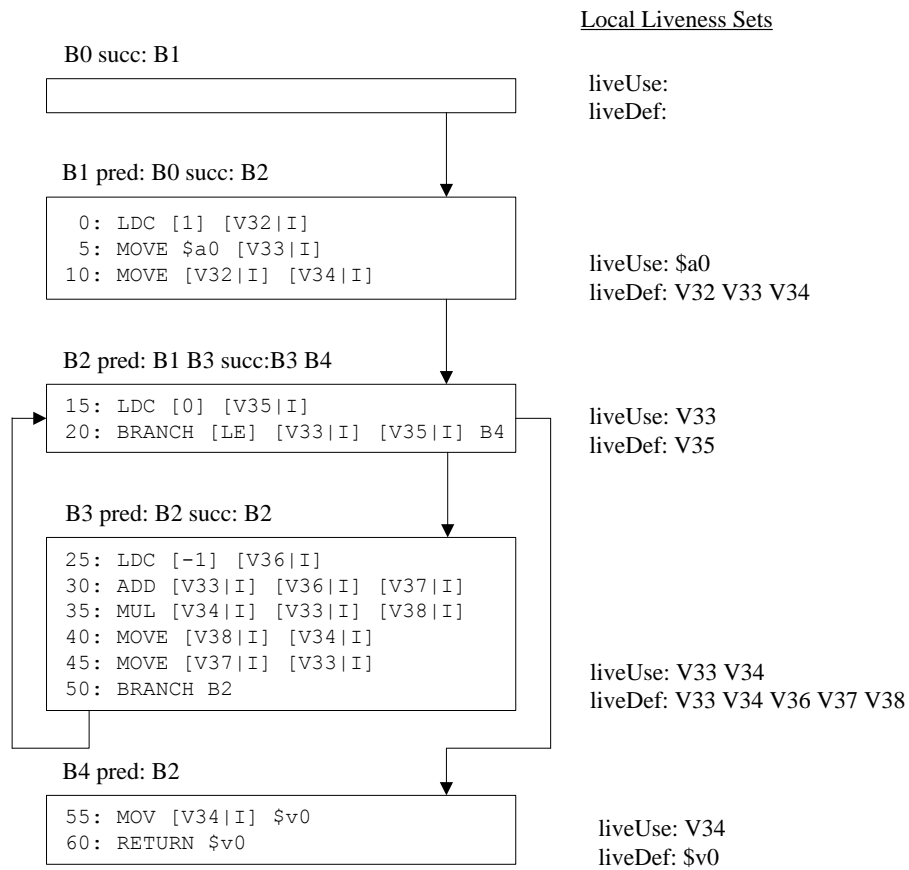 Local Liveness Sets
B0 succ: B1
liveUse:
liveDef:
B1 pred: B0 succ: B2
0: LDC [1] [V32|I]
5: MOVE $a0 [V33|I]
10: MOVE [V32|I] [V34|I]
liveUse: $a0
liveDef: V32 V33 V34
B2 pred: B1 B3 succ:B3 B4
15: LDC [0] [V35|I]
20: BRANCH [LE] [V33|I] [V35|I] B4
liveUse: V33
liveDef: V35
B3 pred: B2 succ: B2
25: LDC [-1] [V36|I]
30: ADD [V33|I] [V36|I] [V37|I]
35: MUL [V34|I] [V33|I] [V38|I]
40: MOVE [V38|I] [V34|I]
45: MOVE [V37|I] [V33|I]
50: BRANCH B2
liveUse: V33 V34
liveDef: V33 V34 V36 V37 V38
B4 pred: B2
55: MOV [V34|I] $v0
60: RETURN $v0
liveUse: V34
liveDef: $v0